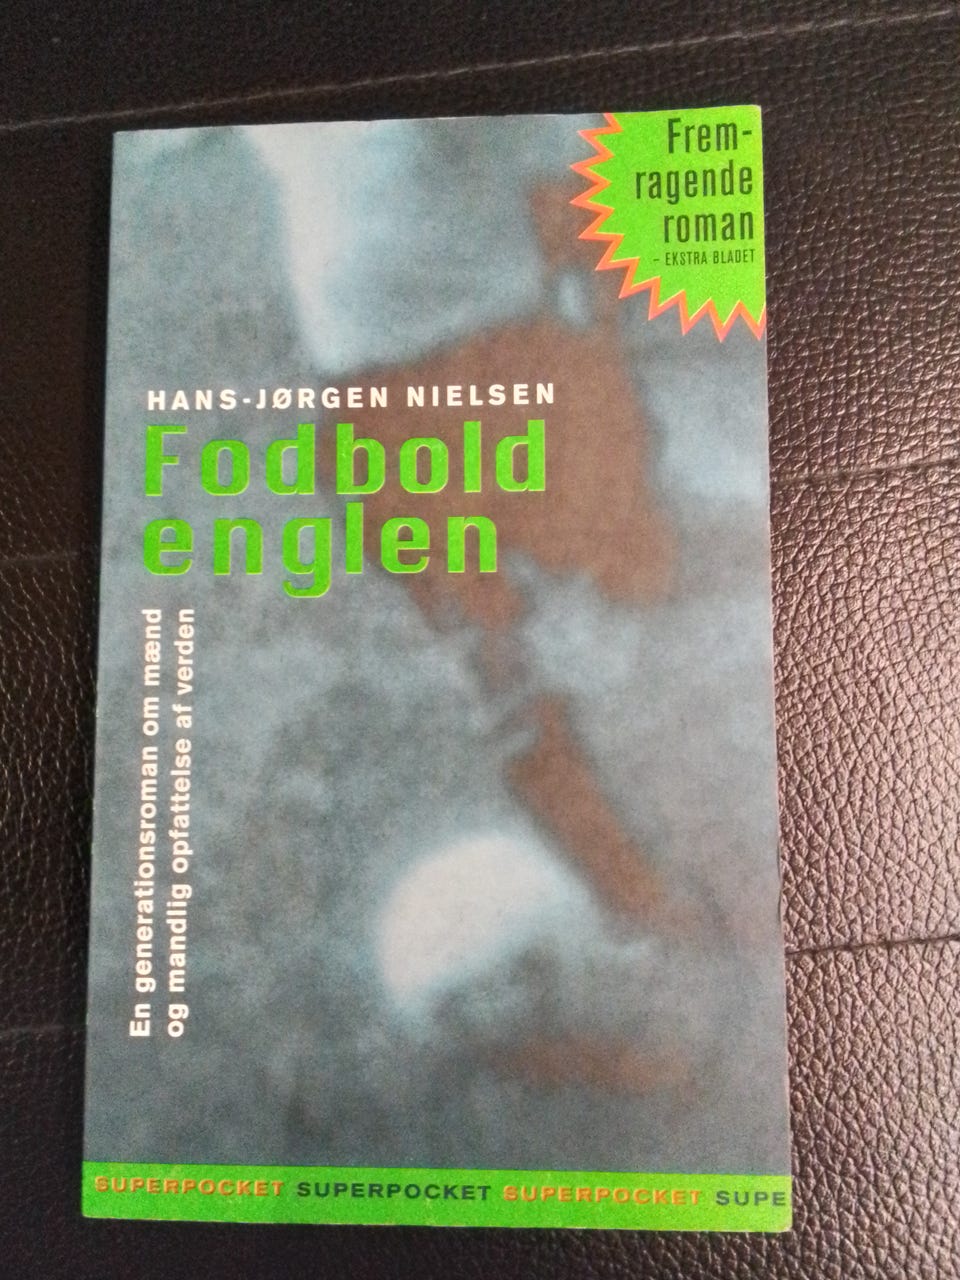 Frem-
ragende
roman
– EKSTRA BLADET
HANS-JØRGEN NIELSEN
Fodbold
englen
En generationsroman om mænd
og mandlig opfattelse af verden
SUPERPOCKET SUPERPOCKET SUPERPOCKET SUPE